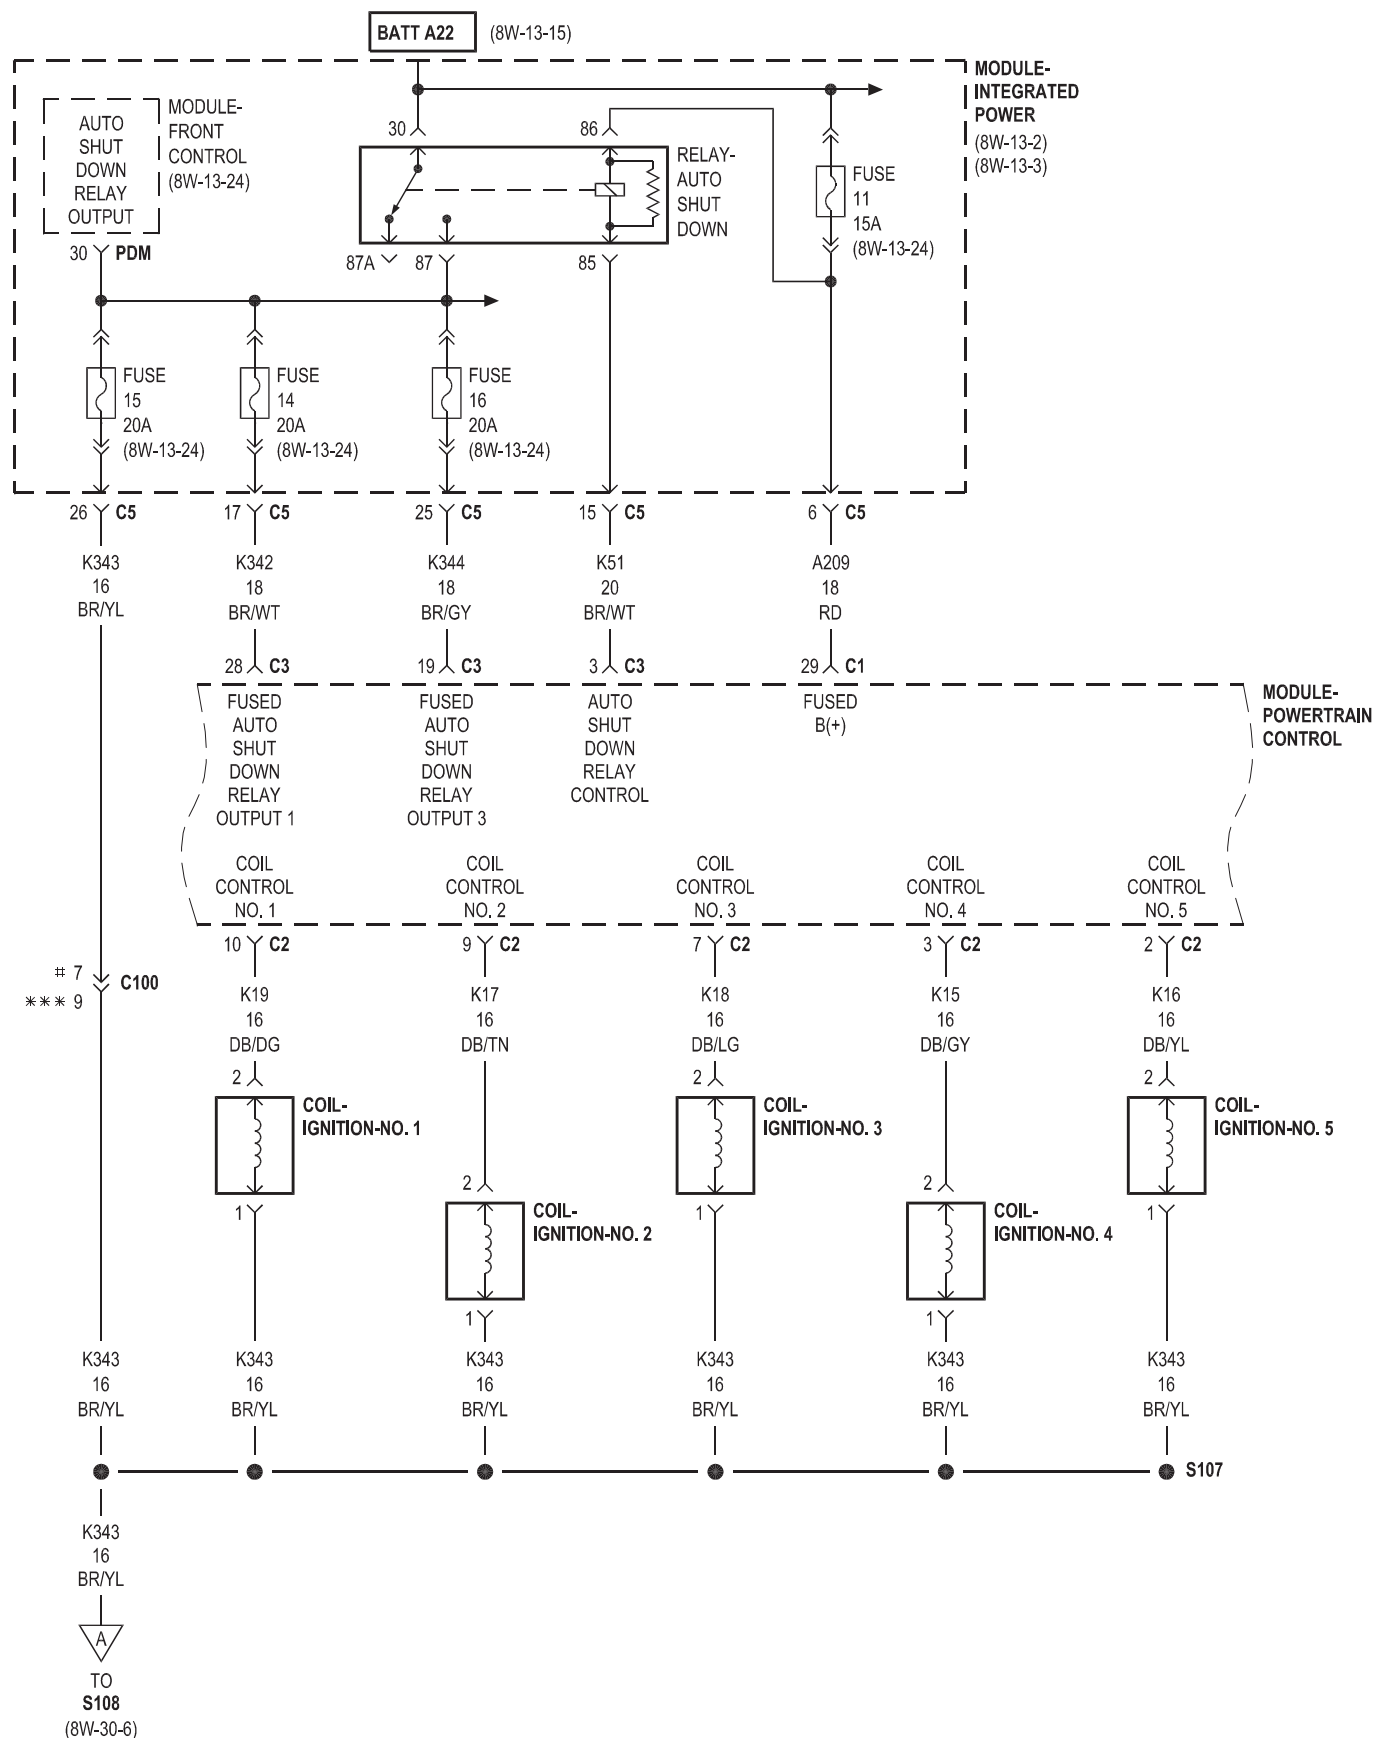 BATT A22 (8W-13-15)
MODULE-
INTEGRATED
POWER
(8W-13-2)
(8W-13-3)
AUTO
SHUT
DOWN
RELAY
OUTPUT
MODULE-
FRONT
CONTROL
(8W-13-24)
30 PDM
30
86
RELAY-
AUTO
SHUT
DOWN
87A
87
85
FUSE
11
15A
(8W-13-24)
FUSE
15
20A
(8W-13-24)
FUSE
14
20A
(8W-13-24)
FUSE
16
20A
(8W-13-24)
26 C5
17 C5
25 C5
15 C5
6 C5
K343
16
BR/YL
K342
18
BR/WT
K344
18
BR/GY
K51
20
BR/WT
A209
18
RD
28 C3
19 C3
3 C3
29 C1
FUSED
AUTO
SHUT
DOWN
RELAY
OUTPUT 1
FUSED
AUTO
SHUT
DOWN
RELAY
OUTPUT 3
AUTO
SHUT
DOWN
RELAY
CONTROL
FUSED
B(+)
MODULE-
POWERTRAIN
CONTROL
COIL
CONTROL
NO. 1
COIL
CONTROL
NO. 2
COIL
CONTROL
NO. 3
COIL
CONTROL
NO. 4
COIL
CONTROL
NO. 5
10 C2
9 C2
7 C2
3 C2
2 C2
# 7
*** 9
C100
K19
16
DB/DG
K17
16
DB/TN
K18
16
DB/LG
K15
16
DB/GY
K16
16
DB/YL
2
COIL-
IGNITION-NO. 1
1
2
COIL-
IGNITION-NO. 2
1
2
COIL-
IGNITION-NO. 3
1
2
COIL-
IGNITION-NO. 4
1
2
COIL-
IGNITION-NO. 5
1
K343
16
BR/YL
K343
16
BR/YL
K343
16
BR/YL
K343
16
BR/YL
K343
16
BR/YL
K343
16
BR/YL
S107
K343
16
BR/YL
A
TO
S108
(8W-30-6)